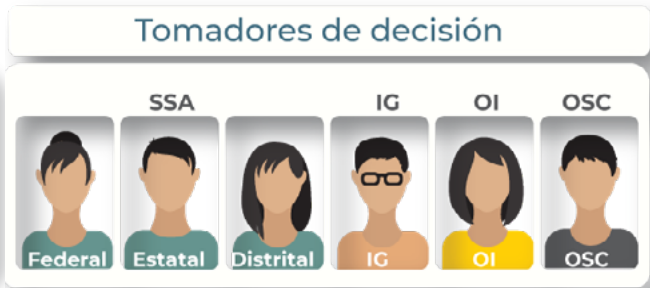 Tomadores de decisión
SSA IG OI OSC
Federal Estatal Distrital IG OI OSC